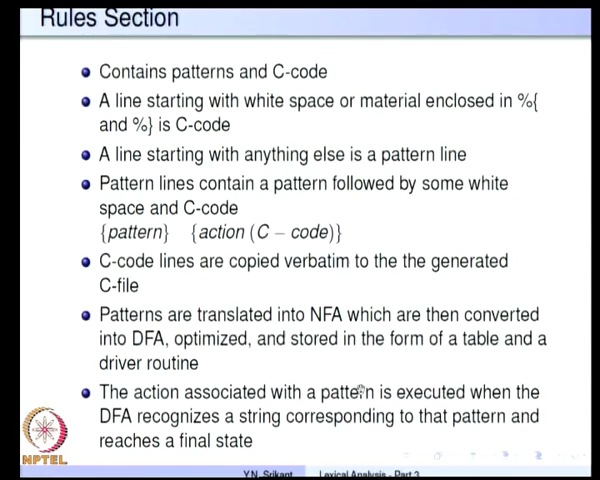 Rules Section
Contains patterns and C-code
A line starting with white space or material enclosed in %{
and %} is C-code
A line starting with anything else is a pattern line
Pattern lines contain a pattern followed by some white
space and C-code
{pattern} {action (C – code)}
C-code lines are copied verbatim to the the generated
C-file
Patterns are translated into NFA which are then converted
into DFA, optimized, and stored in the form of a table and a
driver routine
The action associated with a pattern is executed when the
DFA recognizes a string corresponding to that pattern and
reaches a final state
NPTEL
Y.N. Srikant Lexical Analysis - Part 3